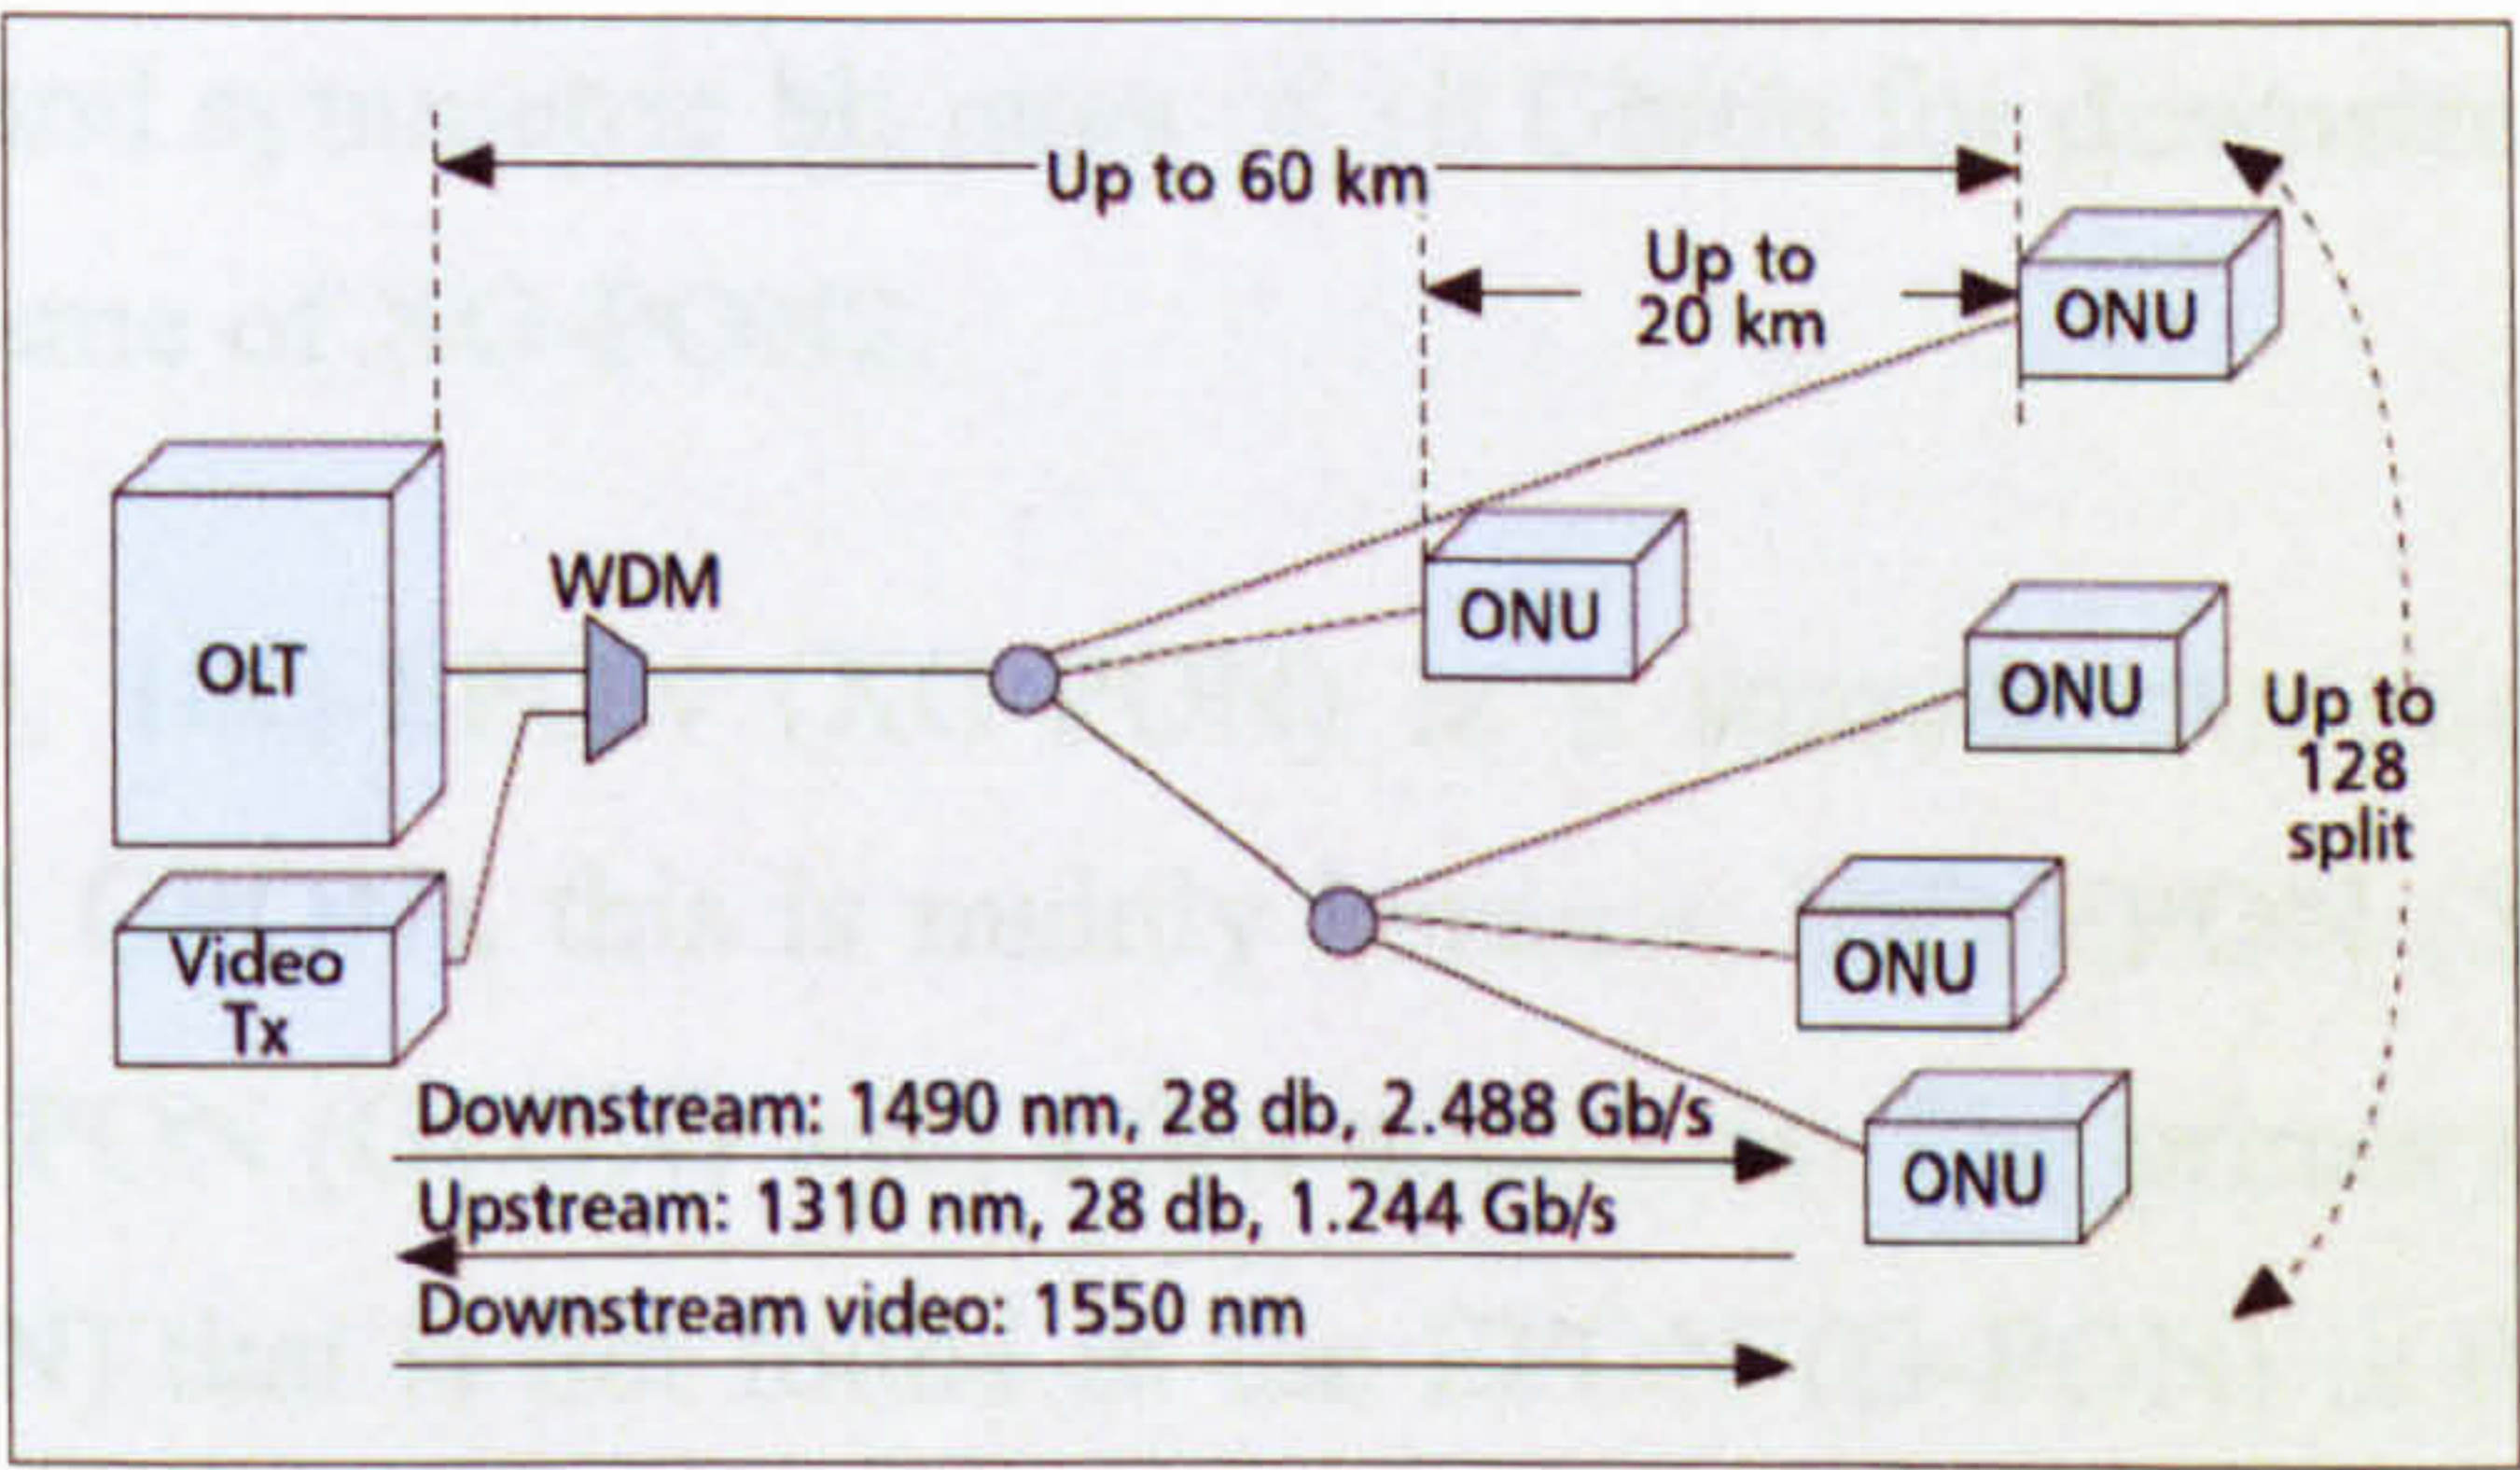 Up to 60 km
Up to
20 km
ONU
WDM
ONU
OLT
ONU
Up to
128
split
Video
Tx
ONU
Downstream: 1490 nm, 28 db, 2.488 Gb/s
ONU
Upstream: 1310 nm, 28 db, 1.244 Gb/s
Downstream video: 1550 nm